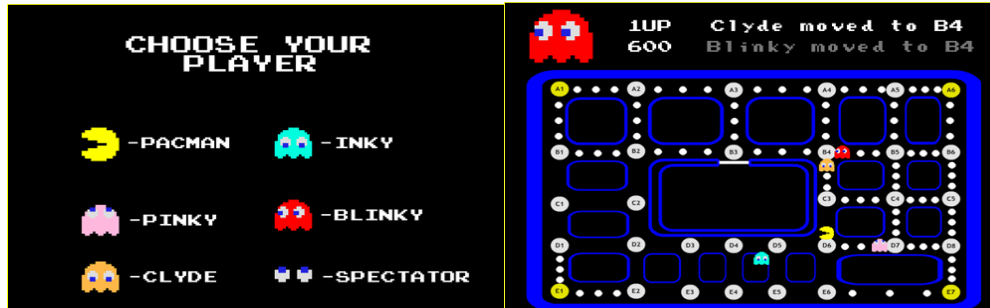 CHOOSE YOUR
PLAYER
-PACMAN
-INKY
-PINKY
-BLINKY
-CLYDE
-SPECTATOR
1UP
Clyde moved to B4
600
Blinky moved to B4
A1 A2 A3 A4 A5 A6
B1 B2 B3 B4 B5 B6
C1 C2 C3 C4 C5
D1 D2 D3 D4 D5 D6 D7 D8
E1 E2 E3 E4 E5 E6 E7